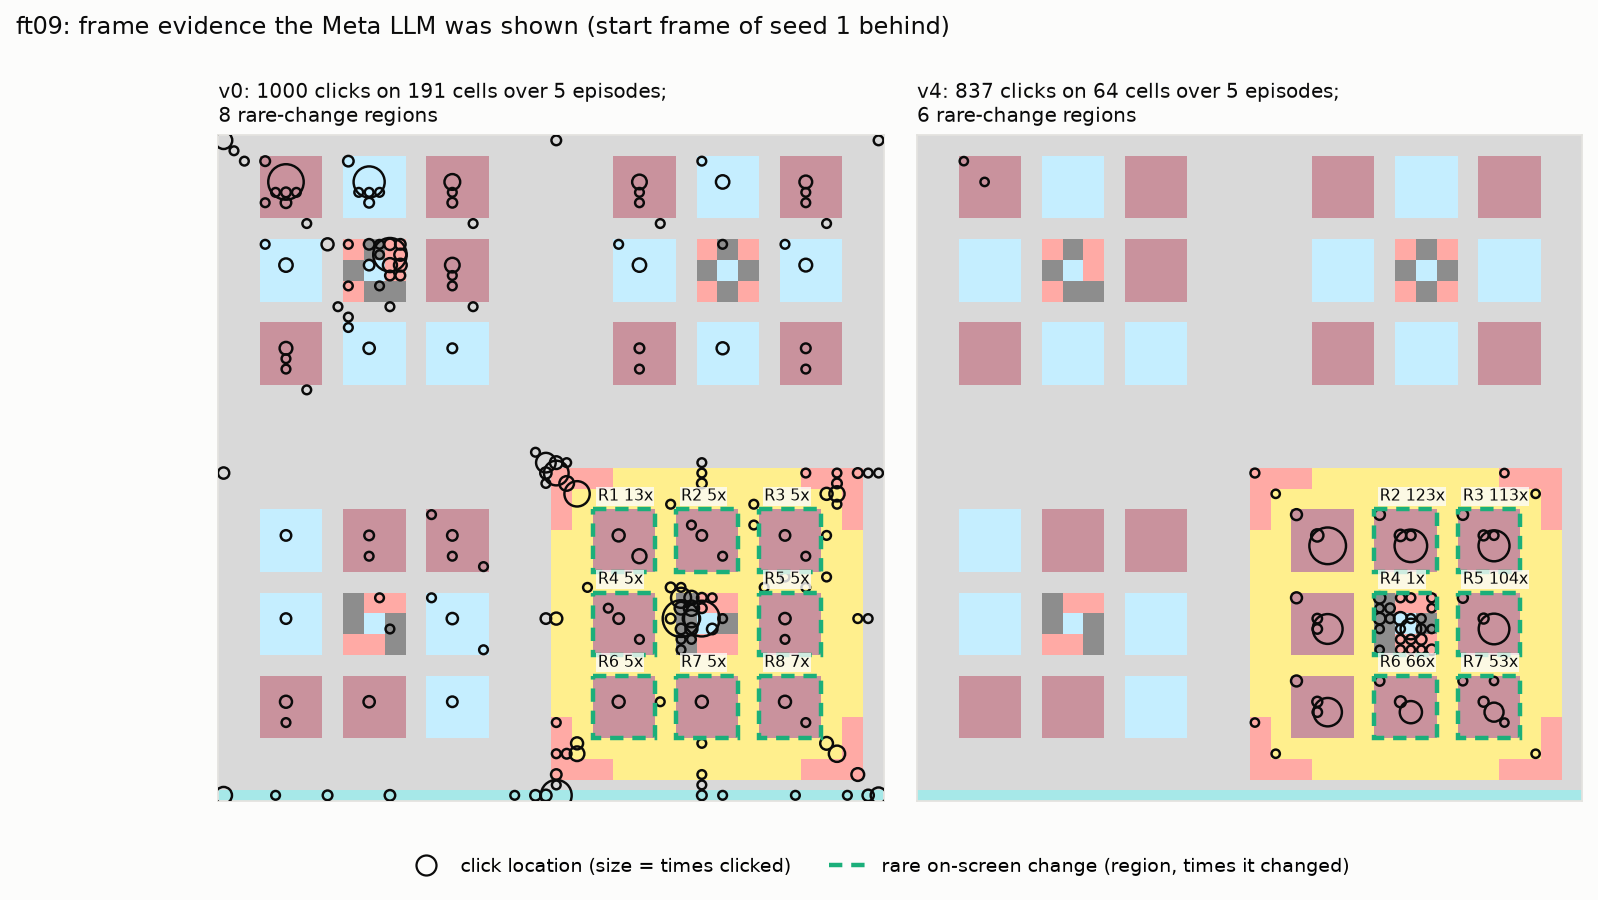 ft09: frame evidence the Meta LLM was shown (start frame of seed 1 behind)
v0: 1000 clicks on 191 cells over 5 episodes;
8 rare-change regions
v4: 837 clicks on 64 cells over 5 episodes;
6 rare-change regions
R1 13x
R2 5x
R3 5x
R4 5x
R5 5x
R6 5x
R7 5x
R8 7x
R2 123x
R3 113x
R4 1x
R5 104x
R6 66x
R7 53x
click location (size = times clicked)
rare on-screen change (region, times it changed)